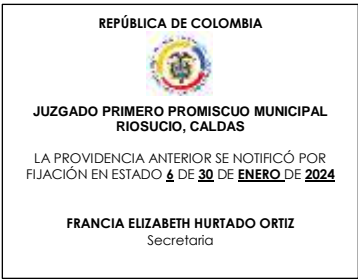 REPÚBLICA DE COLOMBIA
JUZGADO PRIMERO PROMISCUO MUNICIPAL
RIOSUCIO, CALDAS
LA PROVIDENCIA ANTERIOR SE NOTIFICÓ POR
FIJACIÓN EN ESTADO 6 DE 30 DE ENERO DE 2024
FRANCIA ELIZABETH HURTADO ORTIZ
Secretaria